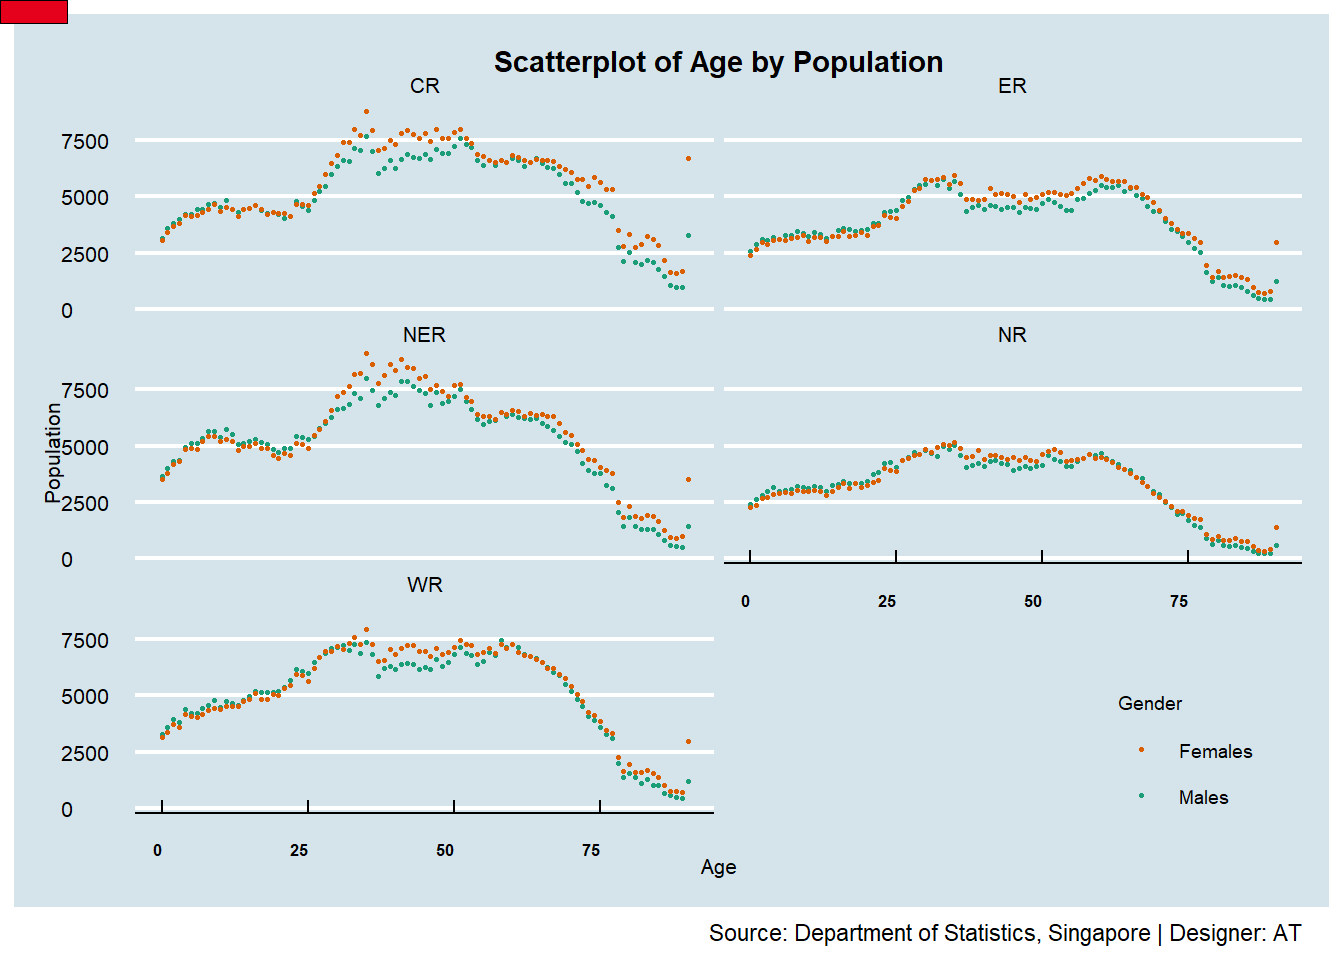 Scatterplot of Age by Population
CR
ER
7500
5000
2500
0
NER
NR
7500
5000
2500
0
Population
0 25 50 75
WR
7500
5000
2500
0
Gender
Females
Males
0 25 50 75
Age
Source: Department of Statistics, Singapore | Designer: AT